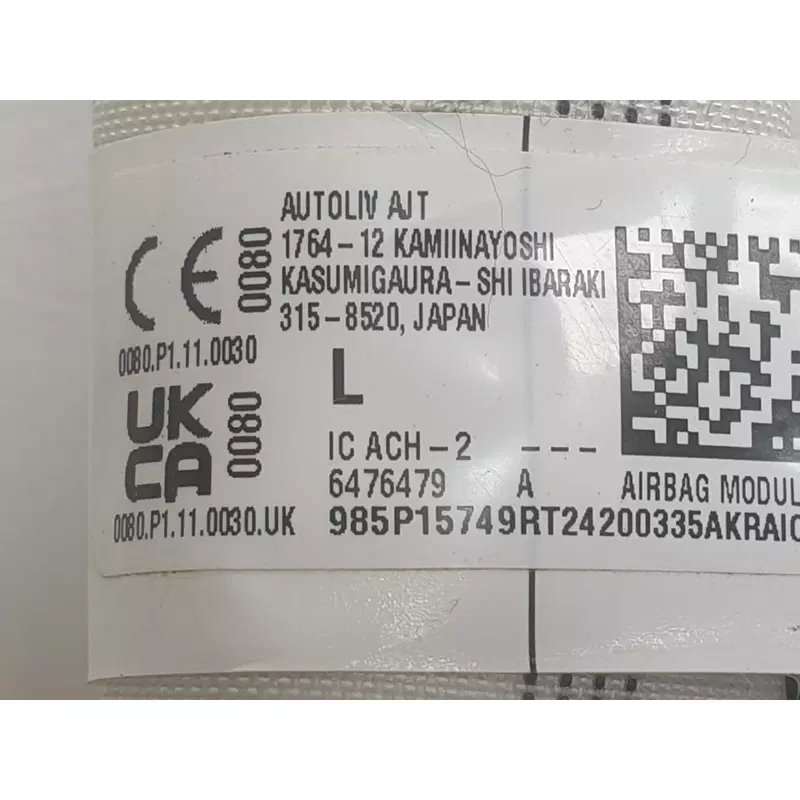 CE 0080
AUTOLIV AJT
1764-12 KAMIINAYOSHI
KASUMIGAURA-SHI IBARAKI
315-8520, JAPAN
0080.P1.11.0030
L
UK
CA
0080
IC ACH-2 ---
6476479 A AIRBAG MODUL
0080.P1.11.0030.UK
985P15749RT24200335AKRAIC